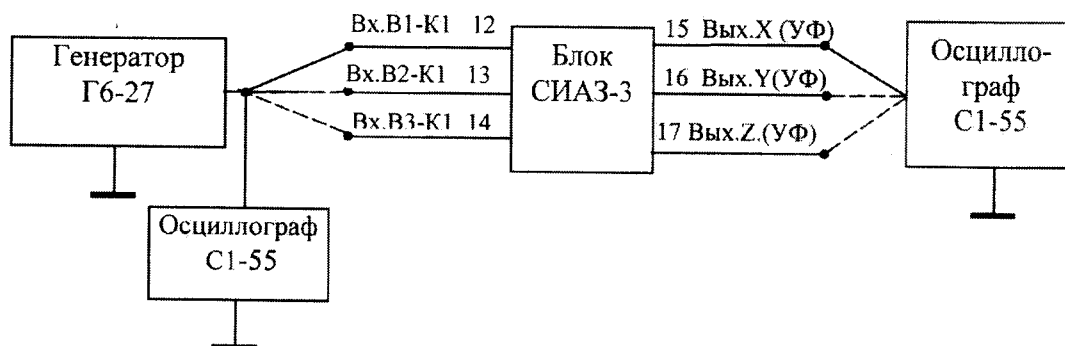 Генератор
Г6-27
Вх.В1-К1 12
Вх.В2-К1 13
Вх.В3-К1 14
Блок
СИАЗ-3
15 Вых.X (УФ)
16 Вых.Y(УФ)
17 Вых.Z.(УФ)
Осцилло-
граф
С1-55
Осциллограф
С1-55